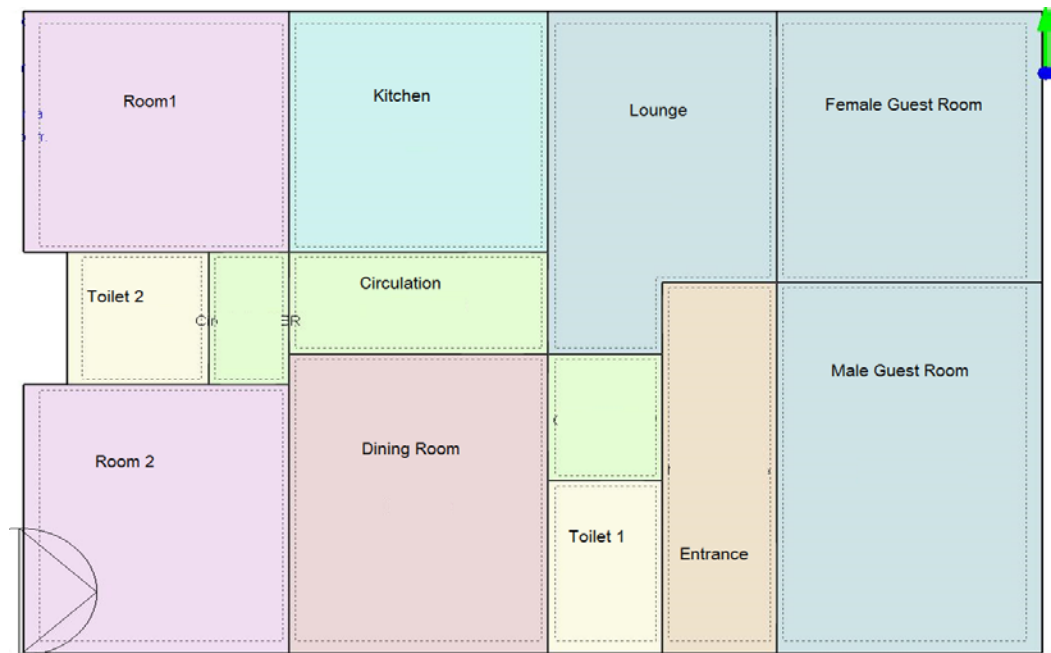 Room1
Kitchen
Lounge
Female Guest Room
Toilet 2
Circulation
Male Guest Room
Room 2
Dining Room
Toilet 1
Entrance